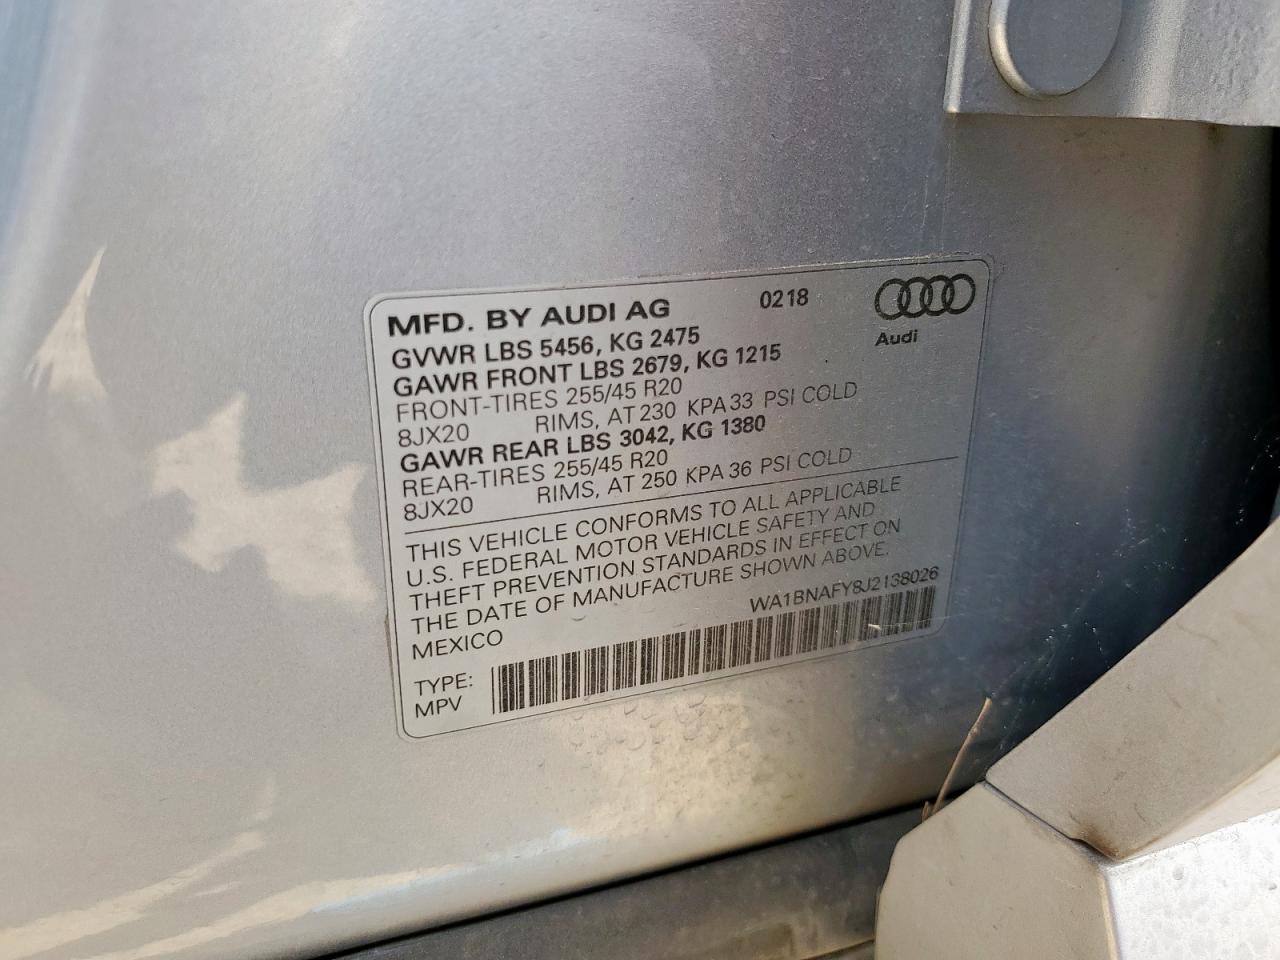 MFD. BY AUDI AG 0218
Audi
GVWR LBS 5456, KG 2475
GAWR FRONT LBS 2679, KG 1215
FRONT-TIRES 255/45 R20
8JX20 RIMS, AT 230 KPA 33 PSI COLD
GAWR REAR LBS 3042, KG 1380
REAR-TIRES 255/45 R20
8JX20 RIMS, AT 250 KPA 36 PSI COLD
THIS VEHICLE CONFORMS TO ALL APPLICABLE
U.S. FEDERAL MOTOR VEHICLE SAFETY AND
THEFT PREVENTION STANDARDS IN EFFECT ON
THE DATE OF MANUFACTURE SHOWN ABOVE.
MEXICO
WA1BNAFY8J2138026
TYPE:
MPV